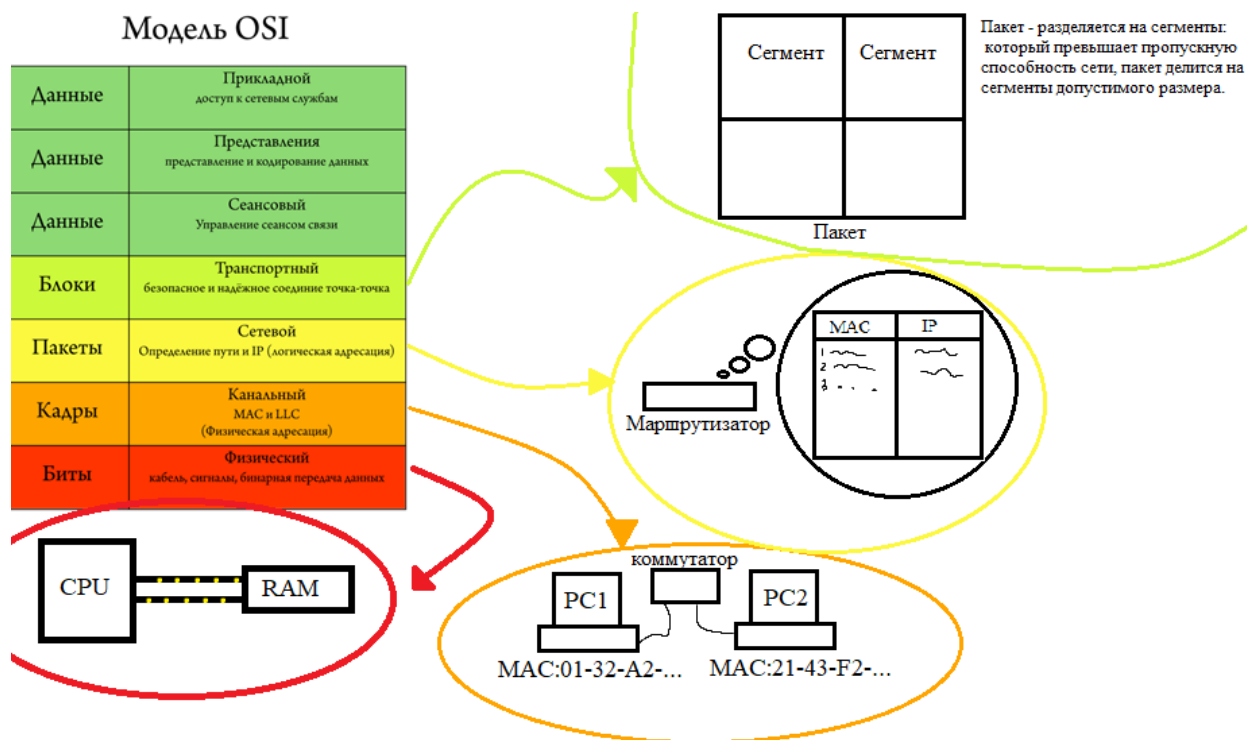 Модель OSI
Данные
Прикладной
доступ к сетевым службам
Данные
Представления
представление и кодирование данных
Данные
Сеансовый
Управление сеансом связи
Блоки
Транспортный
безопасное и надёжное соединие точка-точка
Пакеты
Сетевой
Определение пути и IP (логическая адресация)
Кадры
Канальный
MAC и LLC
(Физическая адресация)
Биты
Физический
кабель, сигналы, бинарная передача данных
Сегмент
Сегмент
Пакет
Пакет - разделяется на сегменты:
который превышает пропускную
способность сети, пакет делится на
сегменты допустимого размера.
MAC
IP
1
2
3
Маршрутизатор
CPU
RAM
коммутатор
PC1
PC2
MAC:01-32-A2-...
MAC:21-43-F2-...